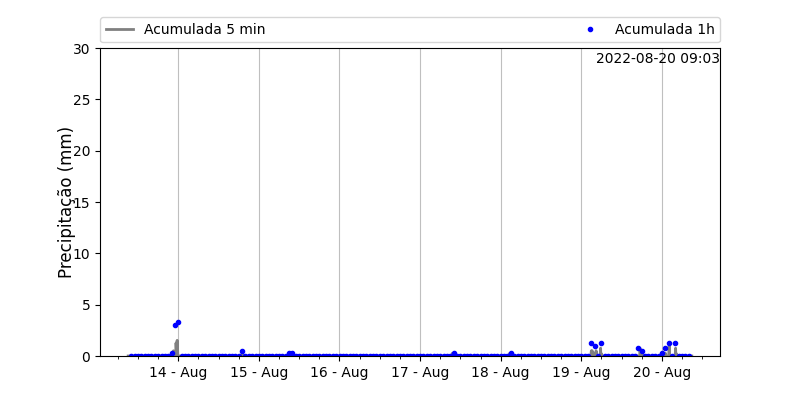 Acumulada 5 min
Acumulada 1h
2022-08-20 09:03
Precipitação (mm)
30
25
20
15
10
5
0
14 - Aug
15 - Aug
16 - Aug
17 - Aug
18 - Aug
19 - Aug
20 - Aug